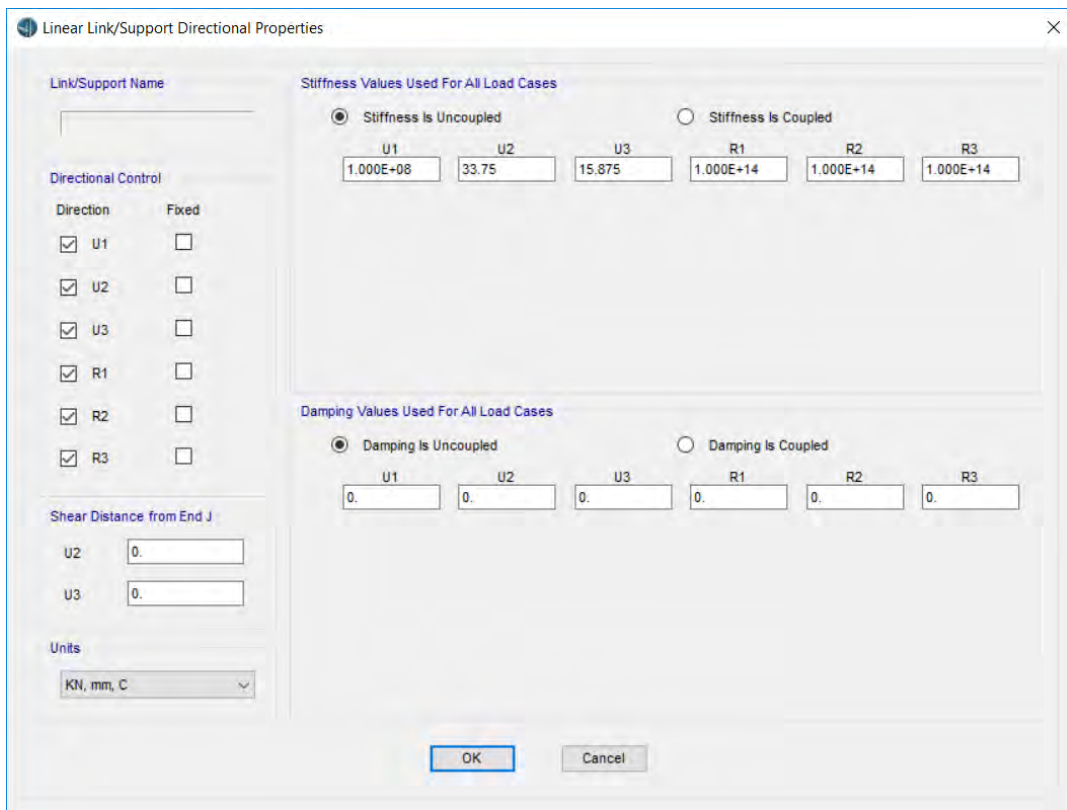 Linear Link/Support Directional Properties
Link/Support Name
Directional Control
Direction Fixed
U1
U2
U3
R1
R2
R3
Shear Distance from End J
U2 0.
U3 0.
Units
KN, mm, C
Stiffness Values Used For All Load Cases
Stiffness Is Uncoupled Stiffness Is Coupled
U1 U2 U3 R1 R2 R3
1.000E+08 33.75 15.875 1.000E+14 1.000E+14 1.000E+14
Damping Values Used For All Load Cases
Damping Is Uncoupled Damping Is Coupled
U1 U2 U3 R1 R2 R3
0. 0. 0. 0. 0. 0.
OK Cancel